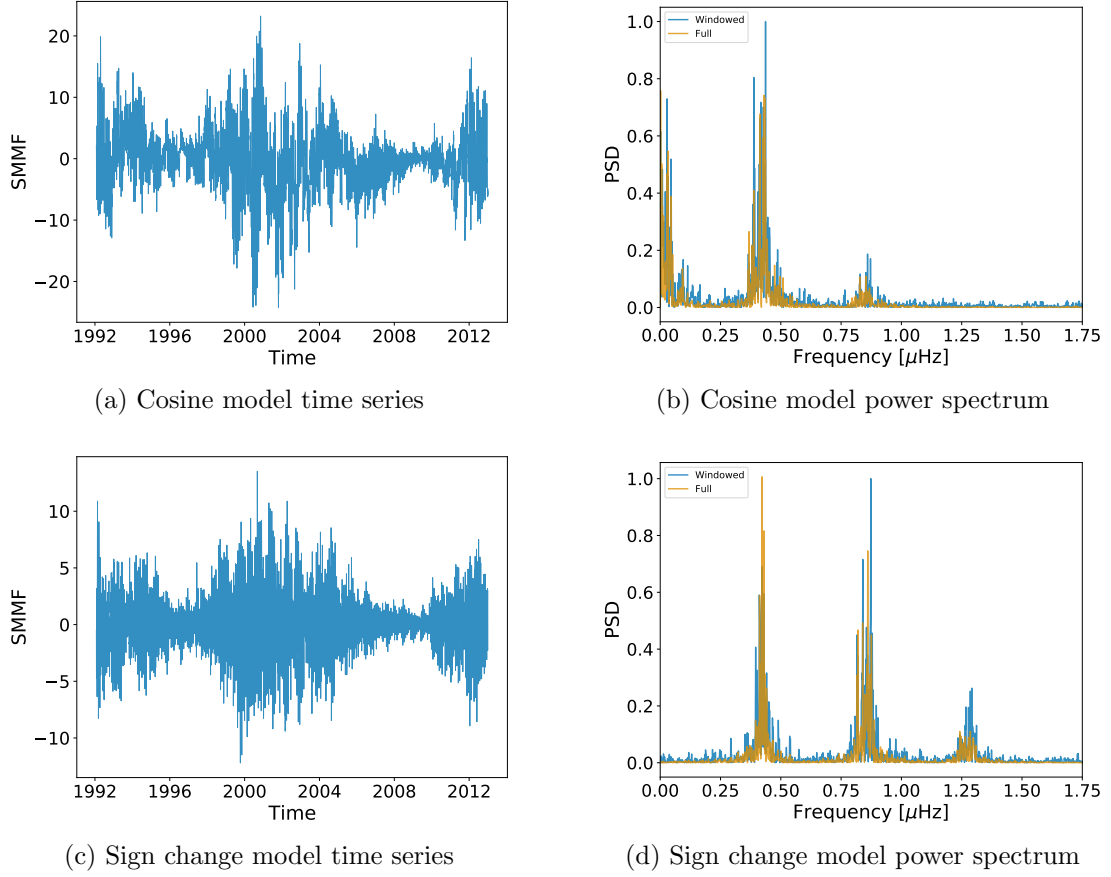 20
10
0
−10
−20
SMMF
1992 1996 2000 2004 2008 2012
Time
(a) Cosine model time series
Windowed
Full
1.0
0.8
0.6
0.4
0.2
0.0
PSD
0.00 0.25 0.50 0.75 1.00 1.25 1.50 1.75
Frequency [μHz]
(b) Cosine model power spectrum
10
5
0
−5
−10
SMMF
1992 1996 2000 2004 2008 2012
Time
(c) Sign change model time series
Windowed
Full
1.0
0.8
0.6
0.4
0.2
0.0
PSD
0.00 0.25 0.50 0.75 1.00 1.25 1.50 1.75
Frequency [μHz]
(d) Sign change model power spectrum